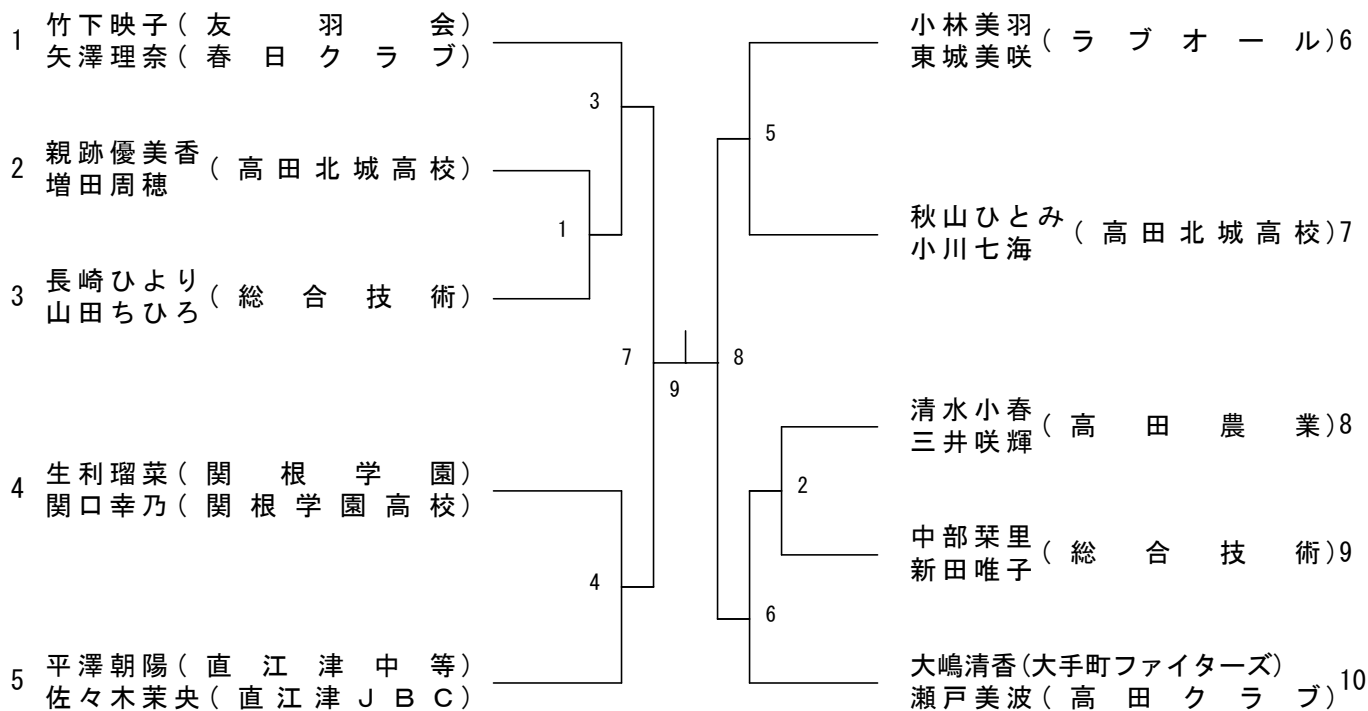 1 竹下映子(友羽会)
矢澤理奈(春日クラブ)
2 親跡優美香(高田北城高校)
増田周穂
3 長崎ひより(総合技術)
山田ちひろ
4 生利瑠菜(関根学園)
関口幸乃(関根学園高校)
5 平澤朝陽(直江津中等)
佐々木茉央(直江津JBC)
3
1
7
4
9
8
5
2
6
小林美羽(ラブオール)6
東城美咲
秋山ひとみ(高田北城高校)7
小川七海
清水小春(高田農業)8
三井咲輝
中部栞里(総合技術)9
新田唯子
大嶋清香(大手町ファイターズ)10
瀬戸美波(高田クラブ)